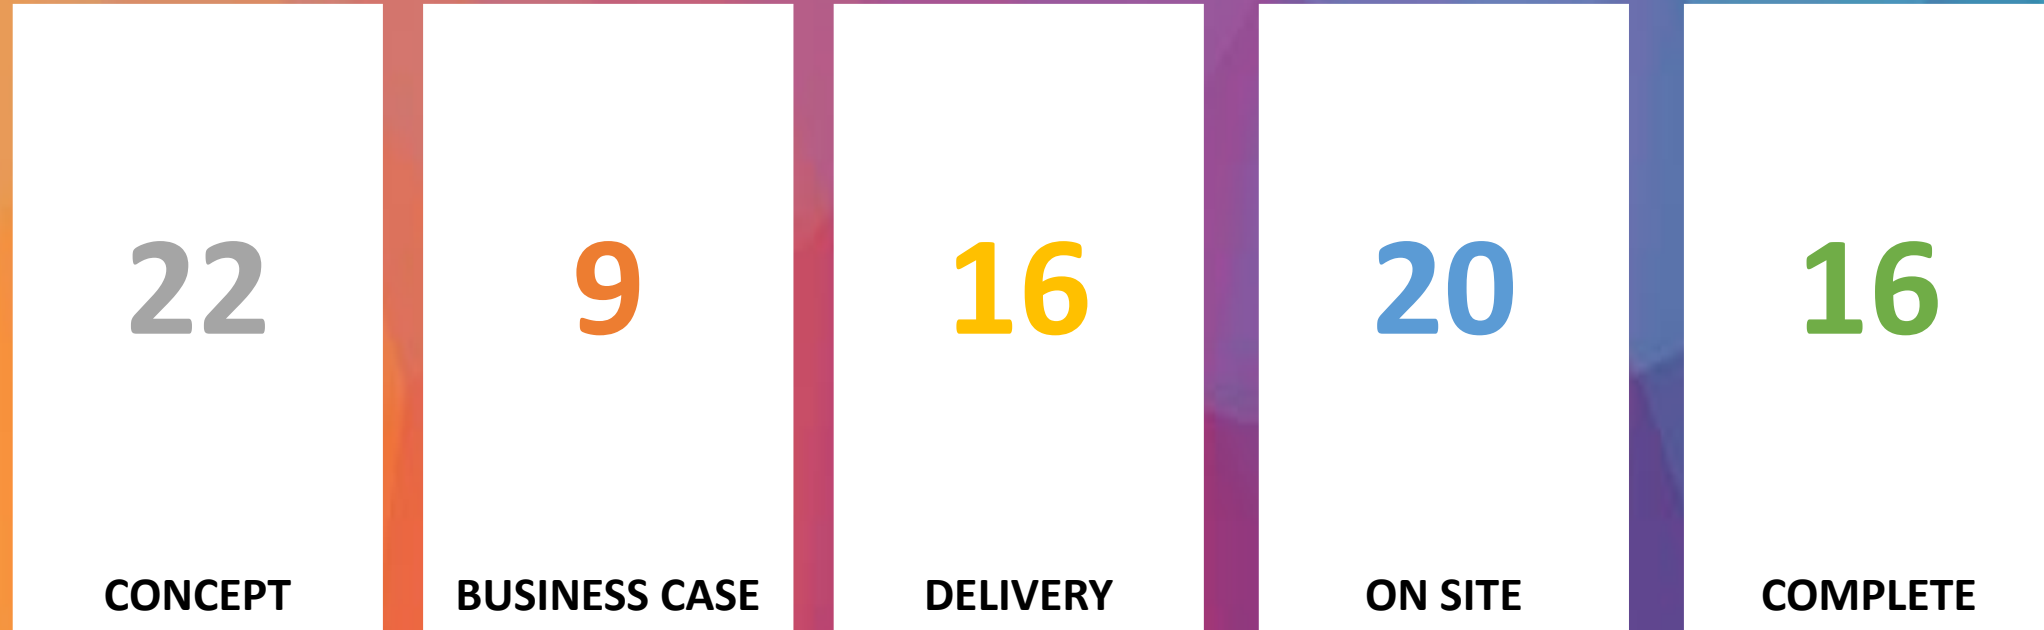 22
CONCEPT
9
BUSINESS CASE
16
DELIVERY
20
ON SITE
16
COMPLETE